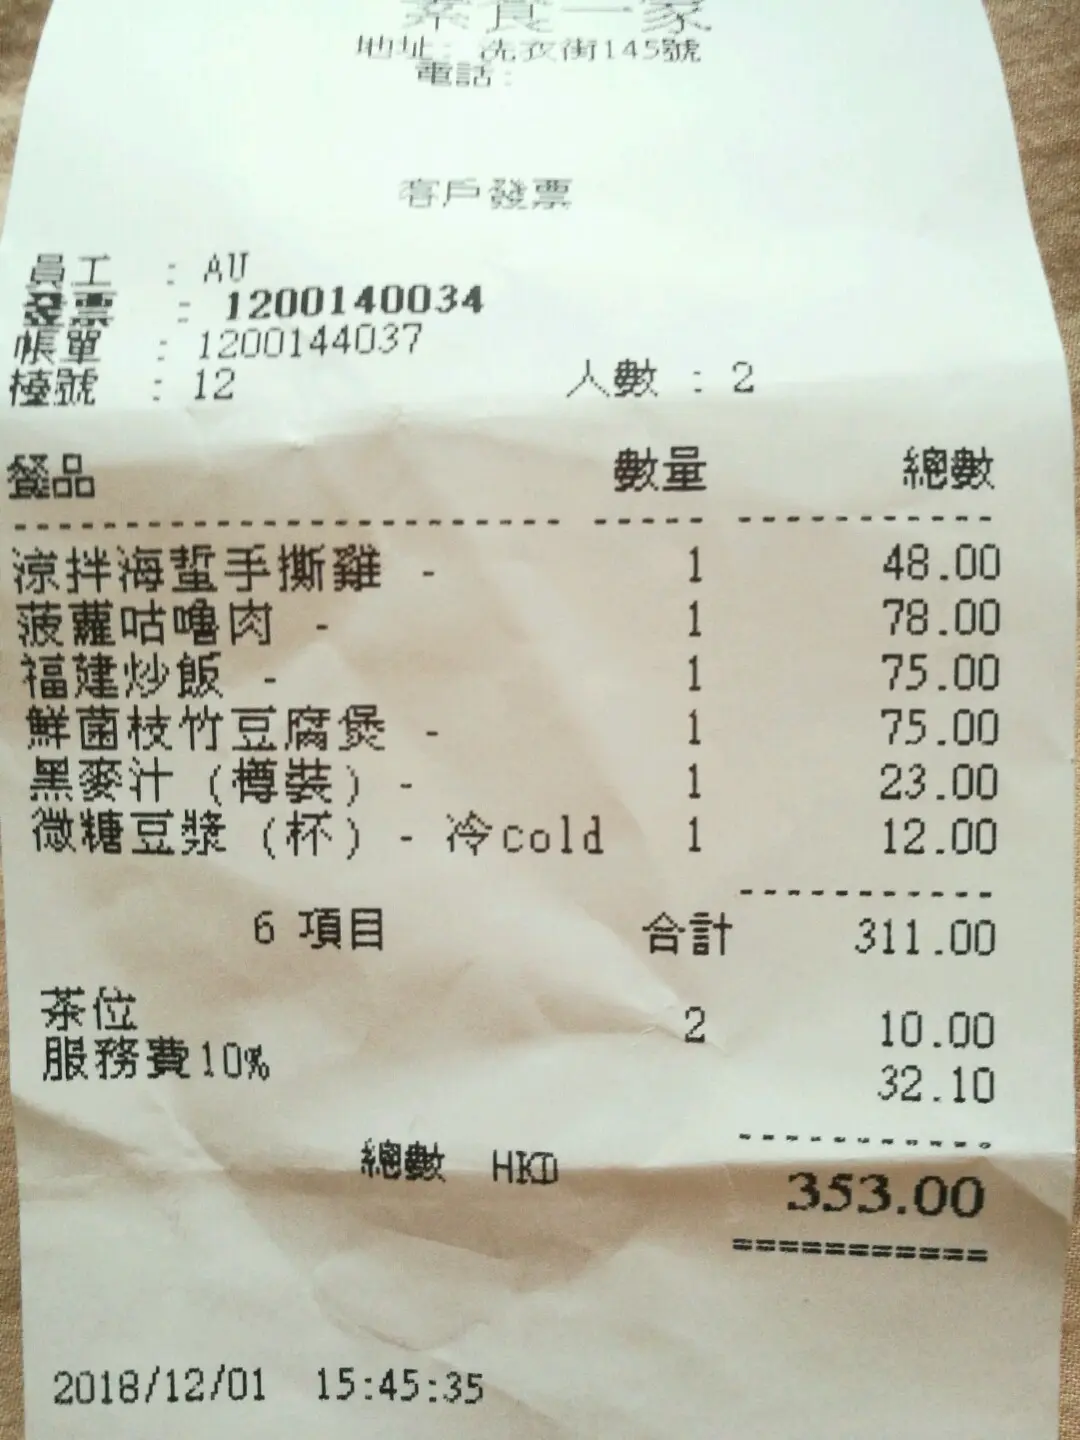 素食一家
地址: 洗衣街145號
電話:
客戶發票
員工 : AU
發票 : 1200140034
帳單 : 1200144037
檯號 : 12 人數 : 2
餐品 數量 總數
涼拌海蜇手撕雞 - 1 48.00
菠蘿咕嚕肉 - 1 78.00
福建炒飯 - 1 75.00
鮮菌枝竹豆腐煲 - 1 75.00
黑麥汁 (樽裝) - 1 23.00
微糖豆漿 (杯) - 冷cold 1 12.00
6 項目 合計 311.00
茶位 2 10.00
服務費10% 32.10
總數 HKD 353.00
2018/12/01 15:45:35